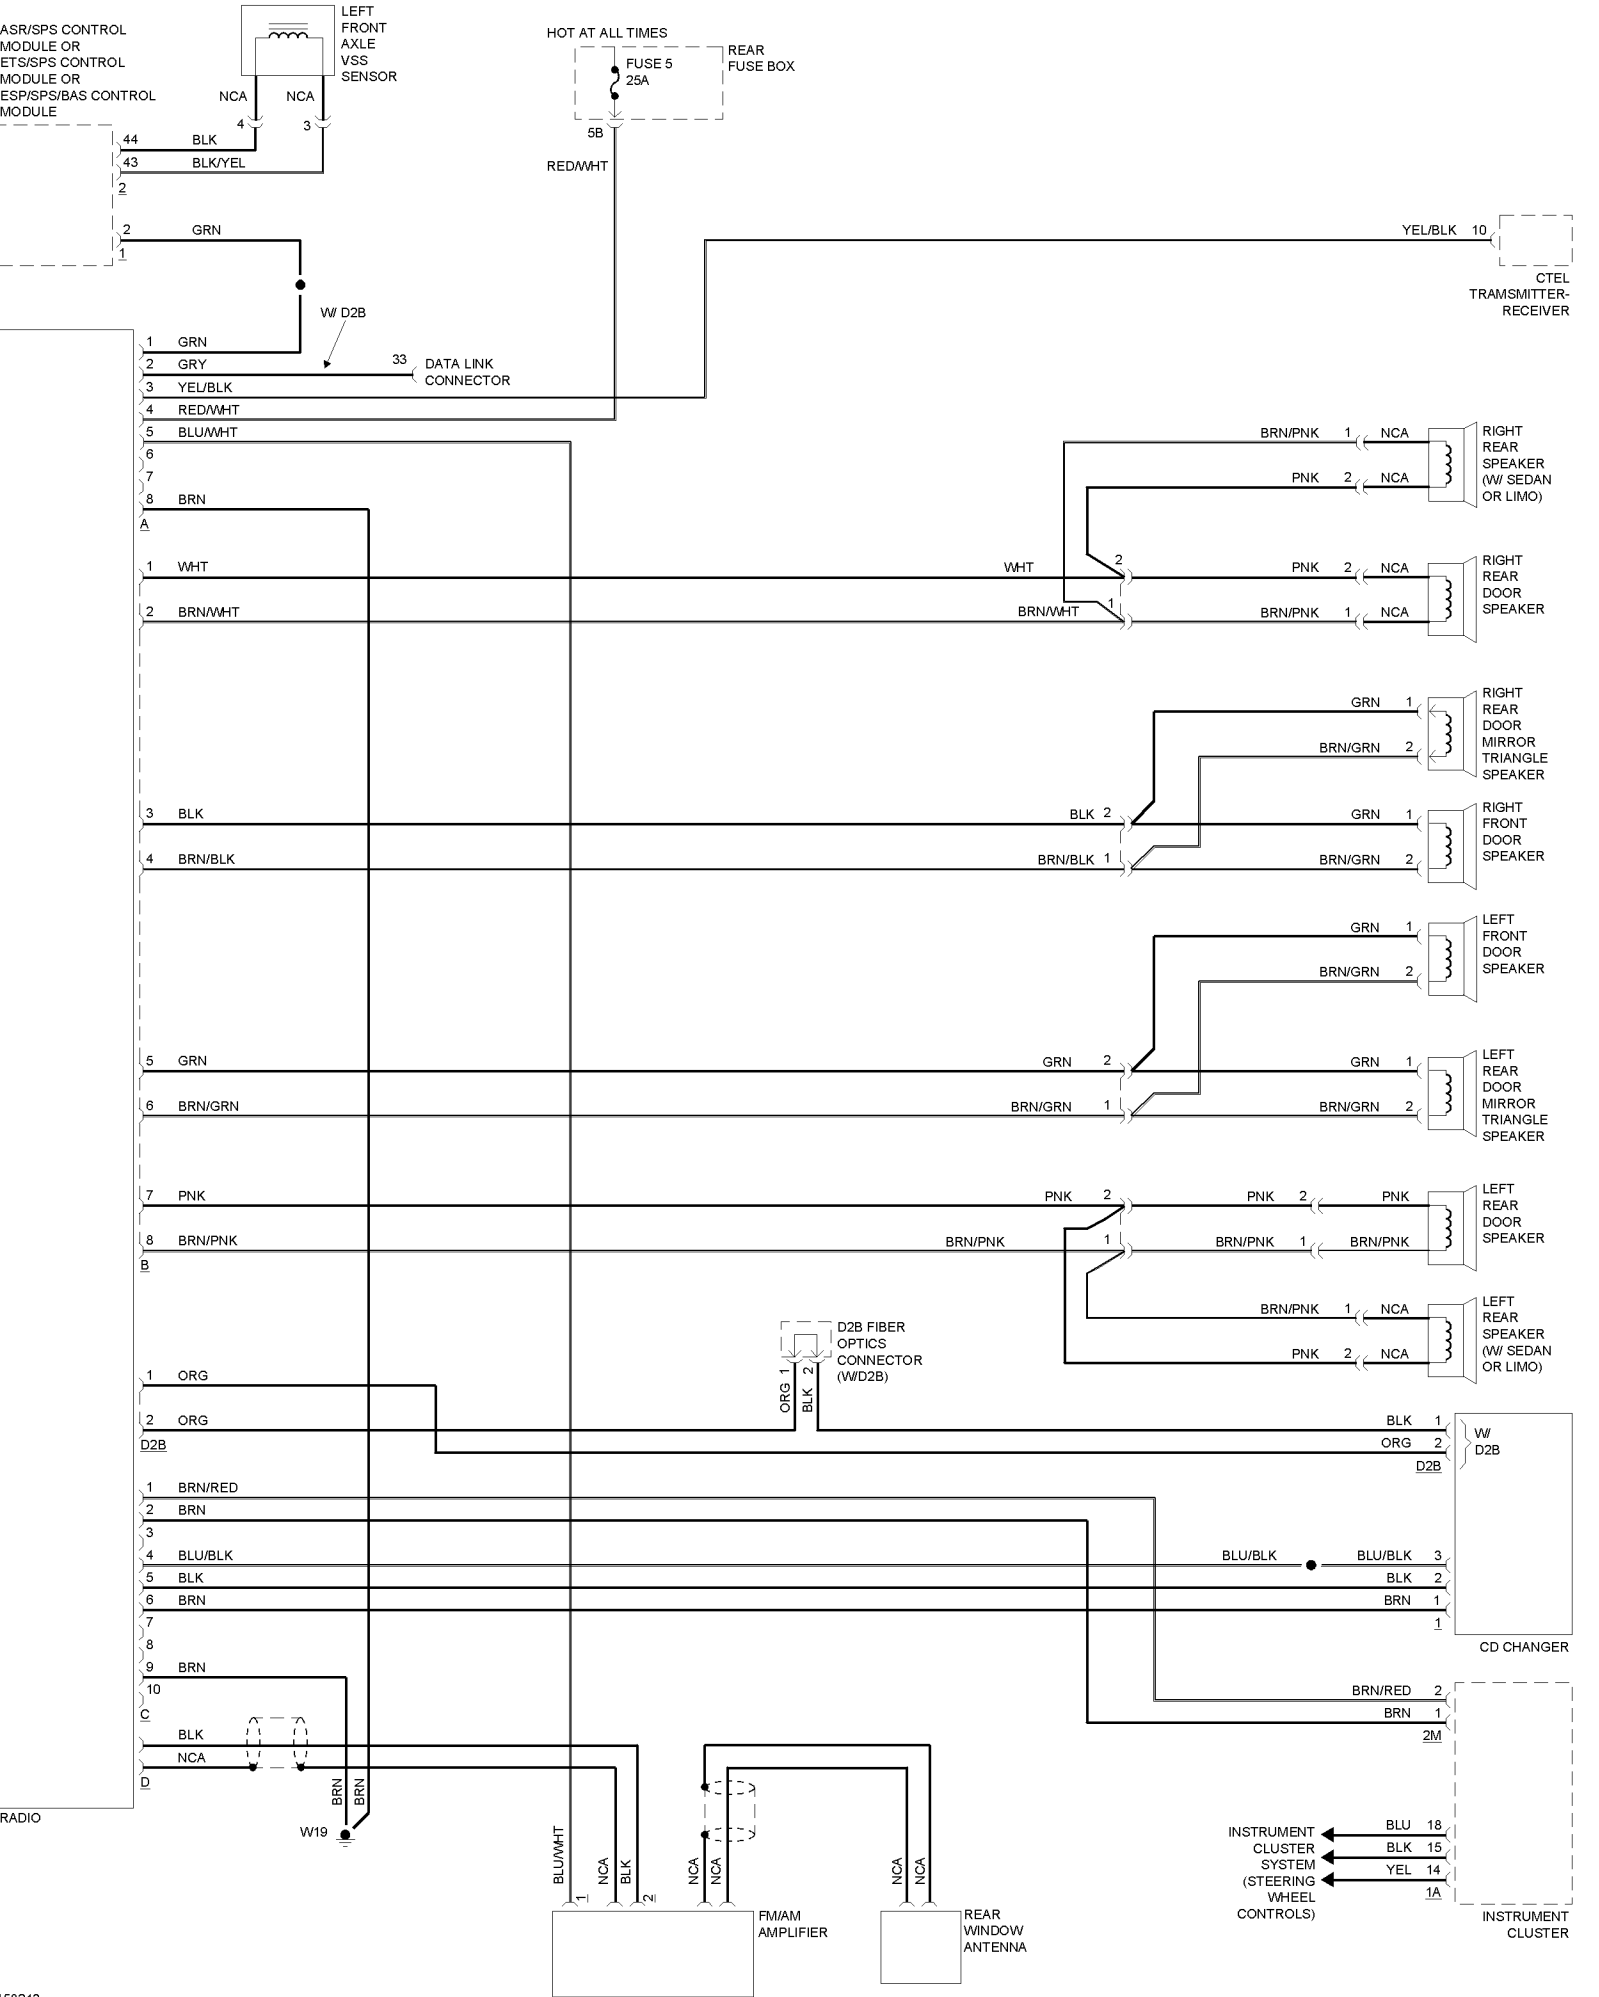 ASR/SPS CONTROL
MODULE OR
ETS/SPS CONTROL
MODULE OR
ESP/SPS/BAS CONTROL
MODULE
LEFT
FRONT
AXLE
VSS
SENSOR
NCA NCA
4 3
44 BLK
43 BLK/YEL
2
2 GRN
1
HOT AT ALL TIMES
FUSE 5
25A
REAR
FUSE BOX
5B
RED/WHT
YEL/BLK 10
CTEL
TRAMSMITTER-
RECEIVER
W/ D2B
1 GRN
2 GRY
33 DATA LINK
CONNECTOR
3 YEL/BLK
4 RED/WHT
5 BLU/WHT
6
7
8 BRN
A
BRN/PNK 1 NCA
PNK 2 NCA
RIGHT
REAR
SPEAKER
(W/ SEDAN
OR LIMO)
1 WHT WHT 2 PNK 2 NCA
2 BRN/WHT BRN/WHT 1 BRN/PNK 1 NCA
RIGHT
REAR
DOOR
SPEAKER
GRN 1
BRN/GRN 2
RIGHT
REAR
DOOR
MIRROR
TRIANGLE
SPEAKER
3 BLK BLK 2 GRN 1
4 BRN/BLK BRN/BLK 1 BRN/GRN 2
RIGHT
FRONT
DOOR
SPEAKER
GRN 1
BRN/GRN 2
LEFT
FRONT
DOOR
SPEAKER
5 GRN GRN 2 GRN 1
6 BRN/GRN BRN/GRN 1 BRN/GRN 2
LEFT
REAR
DOOR
MIRROR
TRIANGLE
SPEAKER
7 PNK PNK 2 PNK 2 PNK
8 BRN/PNK BRN/PNK 1 BRN/PNK 1 BRN/PNK
B
LEFT
REAR
DOOR
SPEAKER
BRN/PNK 1 NCA
PNK 2 NCA
LEFT
REAR
SPEAKER
(W/ SEDAN
OR LIMO)
D2B FIBER
OPTICS
CONNECTOR
(W/D2B)
ORG 1
BLK 2
1 ORG
2 ORG
D2B
BLK 1
ORG 2
D2B
W/
D2B
1 BRN/RED
2 BRN
3
4 BLU/BLK BLU/BLK BLU/BLK 3
5 BLK BLK 2
6 BRN BRN 1
1
CD CHANGER
7
8
9 BRN
10
C
BLK
NCA
D
RADIO
BRN
BRN
W19
BRN/RED 2
BRN 1
2M
BLU 18
BLK 15
YEL 14
1A
INSTRUMENT
CLUSTER
SYSTEM
(STEERING
WHEEL
CONTROLS)
INSTRUMENT
CLUSTER
BLU/WHT
1
NCA
BLK
2
NCA
NCA
NCA
NCA
FM/AM
AMPLIFIER
REAR
WINDOW
ANTENNA